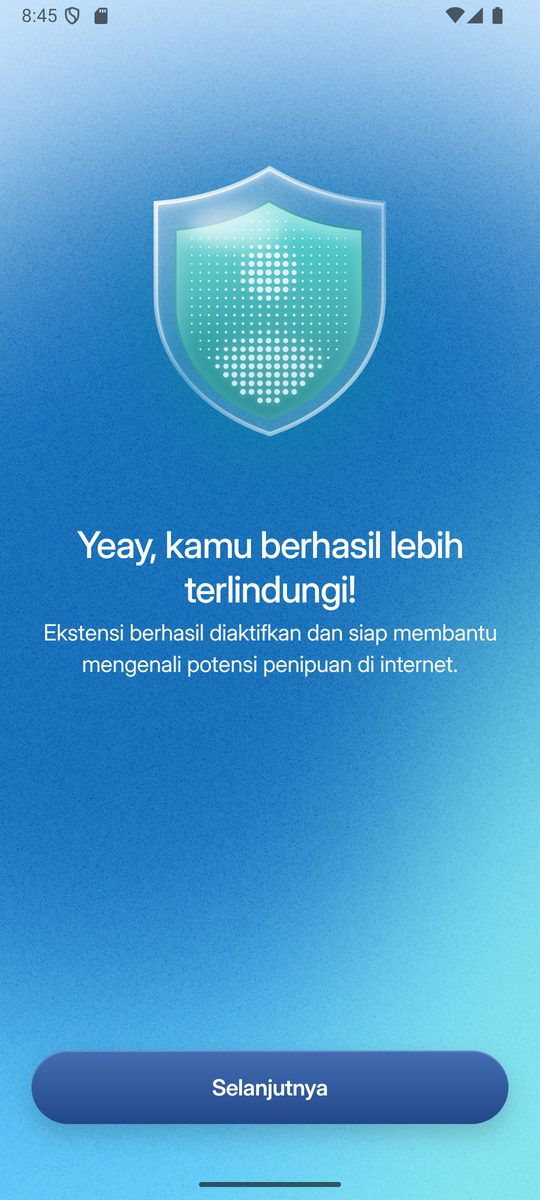 8:45
Yeay, kamu berhasil lebih
terlindungi!
Ekstensi berhasil diaktifkan dan siap membantu
mengenali potensi penipuan di internet.
Selanjutnya